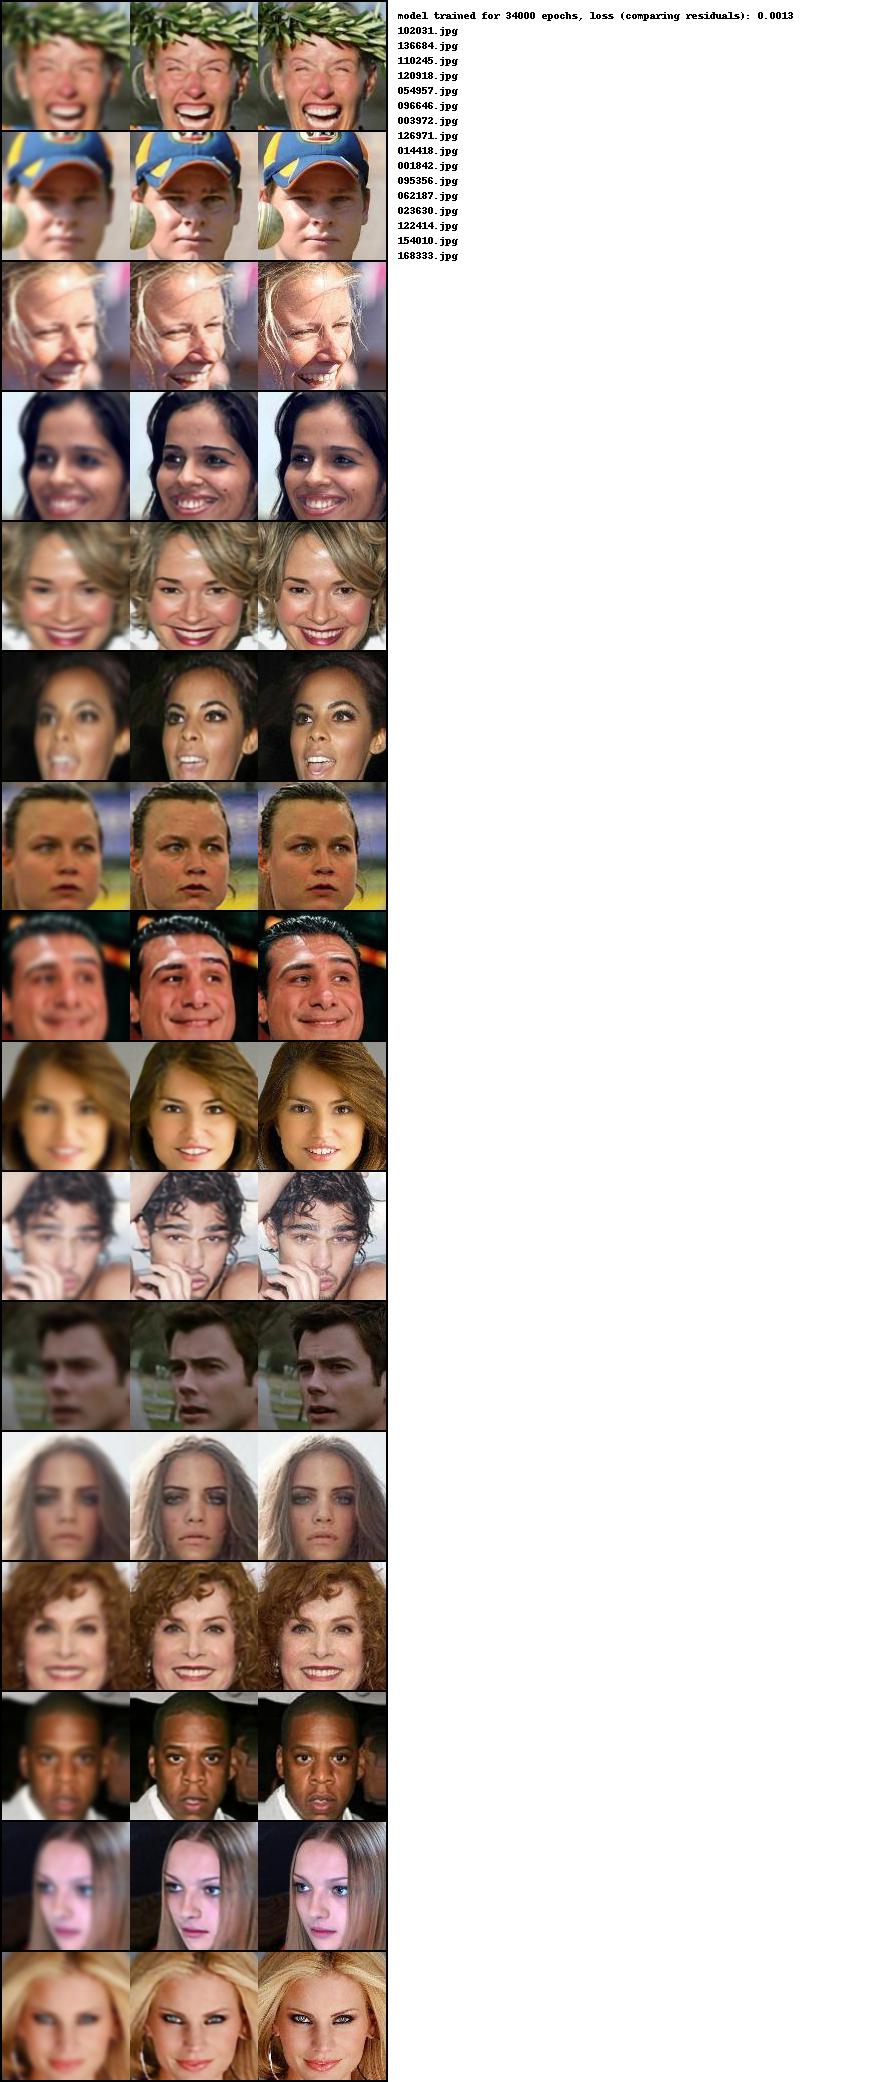 model trained for 34000 epochs, loss (comparing residuals): 0.0013
102031.jpg
136684.jpg
110245.jpg
120918.jpg
054957.jpg
096646.jpg
003972.jpg
126971.jpg
014418.jpg
001842.jpg
095356.jpg
062187.jpg
023630.jpg
122414.jpg
154010.jpg
168333.jpg